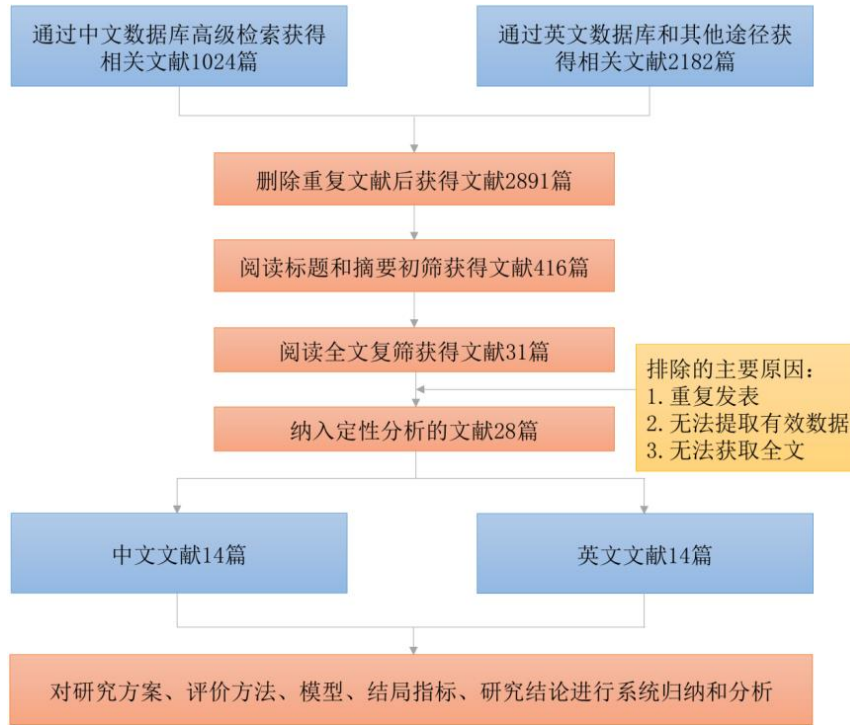 通过中文数据库高级检索获得
相关文献1024篇
通过英文数据库和其他途径获
得相关文献2182篇
删除重复文献后获得文献2891篇
阅读标题和摘要初筛获得文献416篇
阅读全文复筛获得文献31篇
排除的主要原因：
1. 重复发表
2. 无法提取有效数据
3. 无法获取全文
纳入定性分析的文献28篇
中文文献14篇
英文文献14篇
对研究方案、评价方法、模型、结局指标、研究结论进行系统归纳和分析